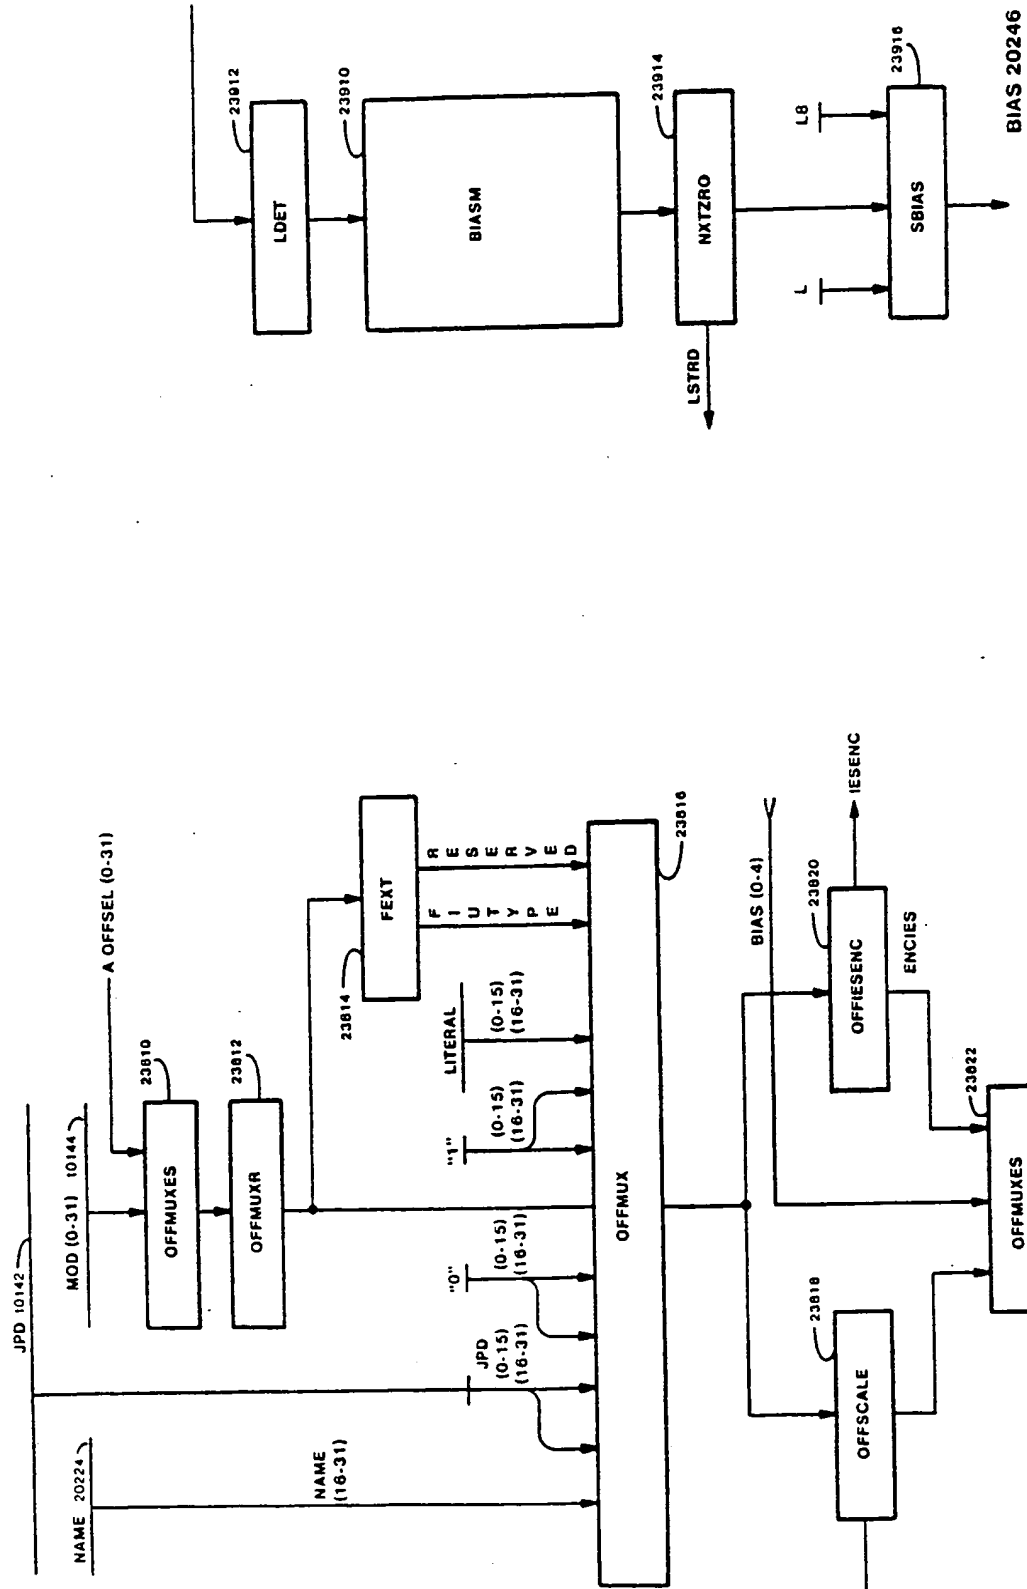 JPD 10142
NAME 20224
MOD (0-31) 10144
A OFFSEL (0-31)
23810
OFFMUXES
23812
OFFMUXR
23814
FEXT
NAME
(16-31)
JPD
(0-15)
(16-31)
"0"
(0-15)
(16-31)
"1"
(0-15)
(16-31)
LITERAL
(0-15)
(16-31)
FIUTYPE
RESERVED
OFFMUX
23816
BIAS (0-4)
23818
OFFSCALE
23820
OFFIESENC
IESENC
ENCIES
23822
OFFMUXES
23912
LDET
23910
BIASM
23914
NXTZRO
LSTRD
L
L8
23916
SBIAS
BIAS 20246